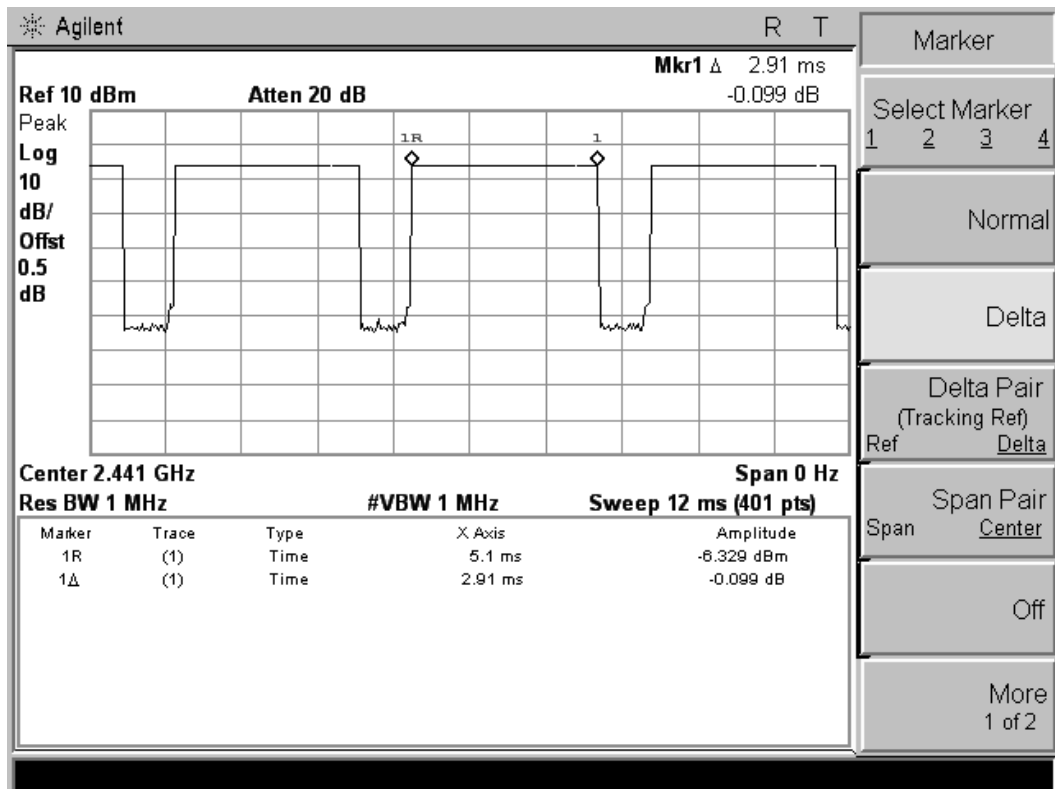 Agilent R T
Mkr1 Δ 2.91 ms
Ref 10 dBm Atten 20 dB -0.099 dB
Peak
Log
10
dB/
Offst
0.5
dB
1R 1
Center 2.441 GHz Span 0 Hz
Res BW 1 MHz #VBW 1 MHz Sweep 12 ms (401 pts)
Marker Trace Type X Axis Amplitude
1R (1) Time 5.1 ms -6.329 dBm
1Δ (1) Time 2.91 ms -0.099 dB
Marker
Select Marker
1 2 3 4
Normal
Delta
Delta Pair
(Tracking Ref)
Ref Delta
Span Pair
Span Center
Off
More
1 of 2